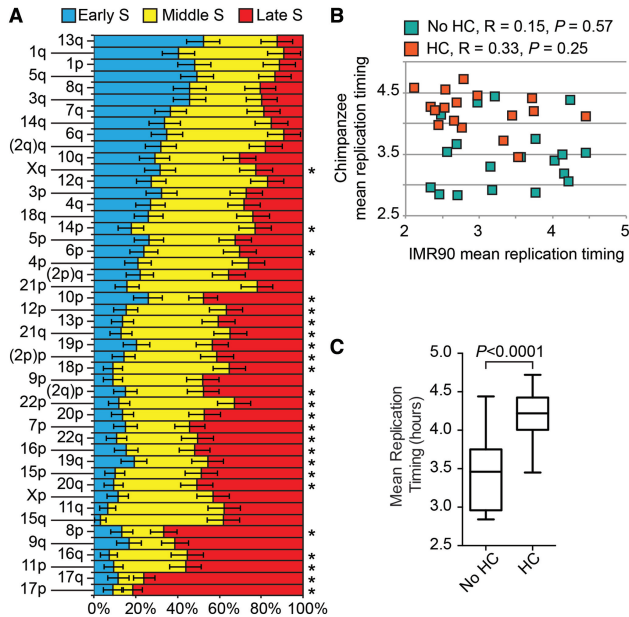 A
Early S Middle S Late S
13q
1q
1p
5q
8q
3q
7q
14q
6q
(2q)q
10q
Xq *
12q
3p
4q
18q
14p *
5p
6p *
4p
(2p)q
21p
10p *
12p *
13p *
21q *
19p *
(2p)p *
18p *
9p
(2q)p *
22p *
20p *
7p *
22q *
16p *
19q *
15p *
20q *
Xp
11q
15q
8p *
9q
16q *
11p *
17q *
17p *
0% 20% 40% 60% 80% 100%
B
No HC, R = 0.15, P = 0.57
HC, R = 0.33, P = 0.25
Chimpanzee
mean replication timing
4.5
4.5
3.5
2.5
2 3 4 5
IMR90 mean replication timing
C
P<0.0001
Mean Replication
Timing (hours)
5.0
4.5
4.0
3.5
3.0
2.5
No HC HC